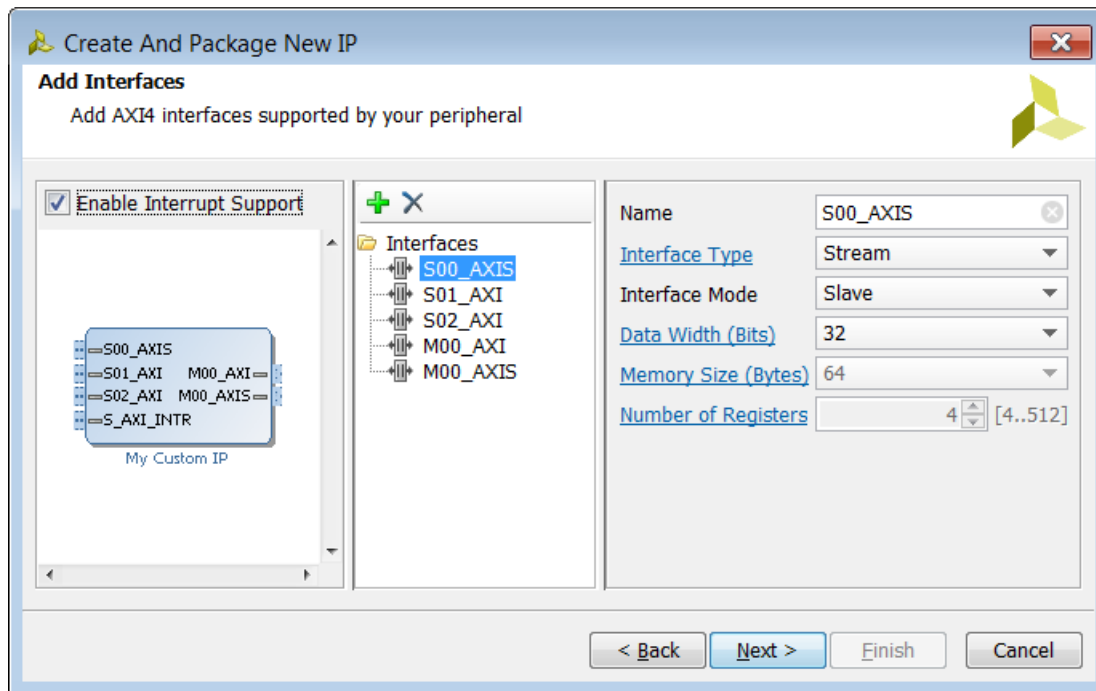 Create And Package New IP
Add Interfaces
Add AXI4 interfaces supported by your peripheral
Enable Interrupt Support
S00_AXIS
S01_AXI M00_AXI
S02_AXI M00_AXIS
S_AXI_INTR
My Custom IP
Interfaces
S00_AXIS
S01_AXI
S02_AXI
M00_AXI
M00_AXIS
Name S00_AXIS
Interface Type Stream
Interface Mode Slave
Data Width (Bits) 32
Memory Size (Bytes) 64
Number of Registers 4 [4..512]
< Back Next > Finish Cancel